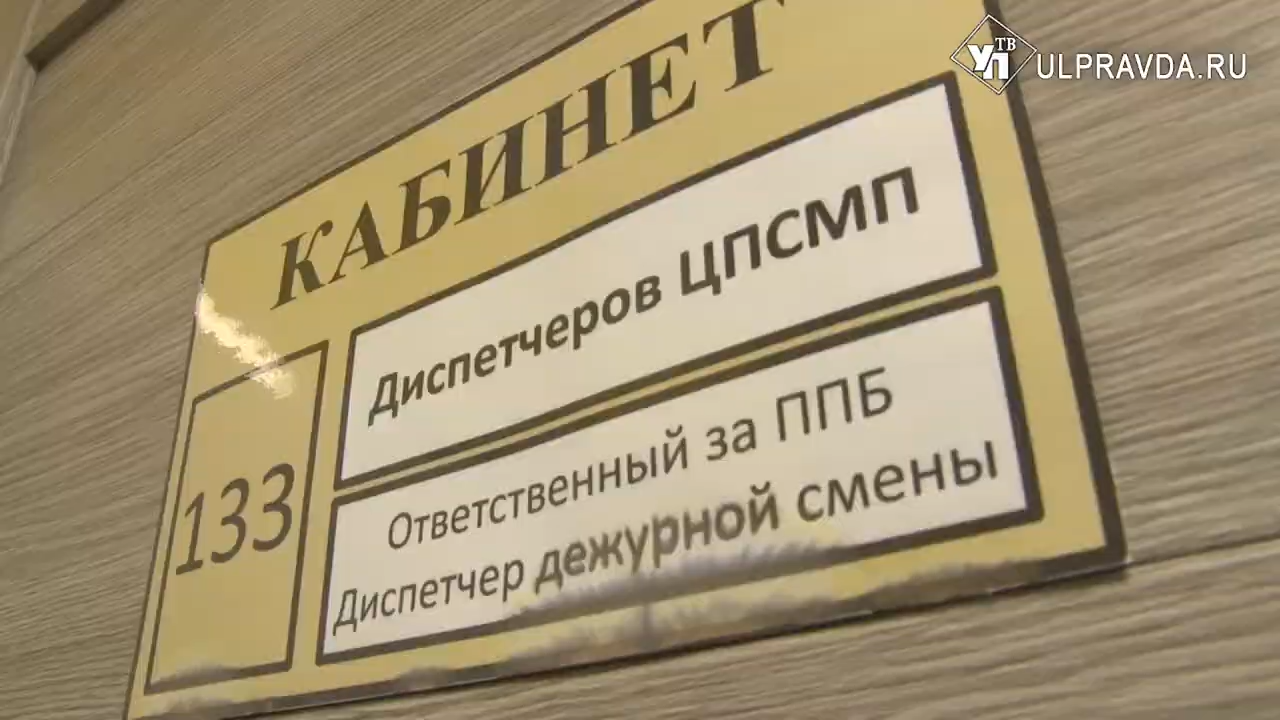 УП ТВ ULPRAVDA.RU
КАБИНЕТ
133
Диспетчеров ЦПСМП
Ответственный за ППБ
Диспетчер дежурной смены